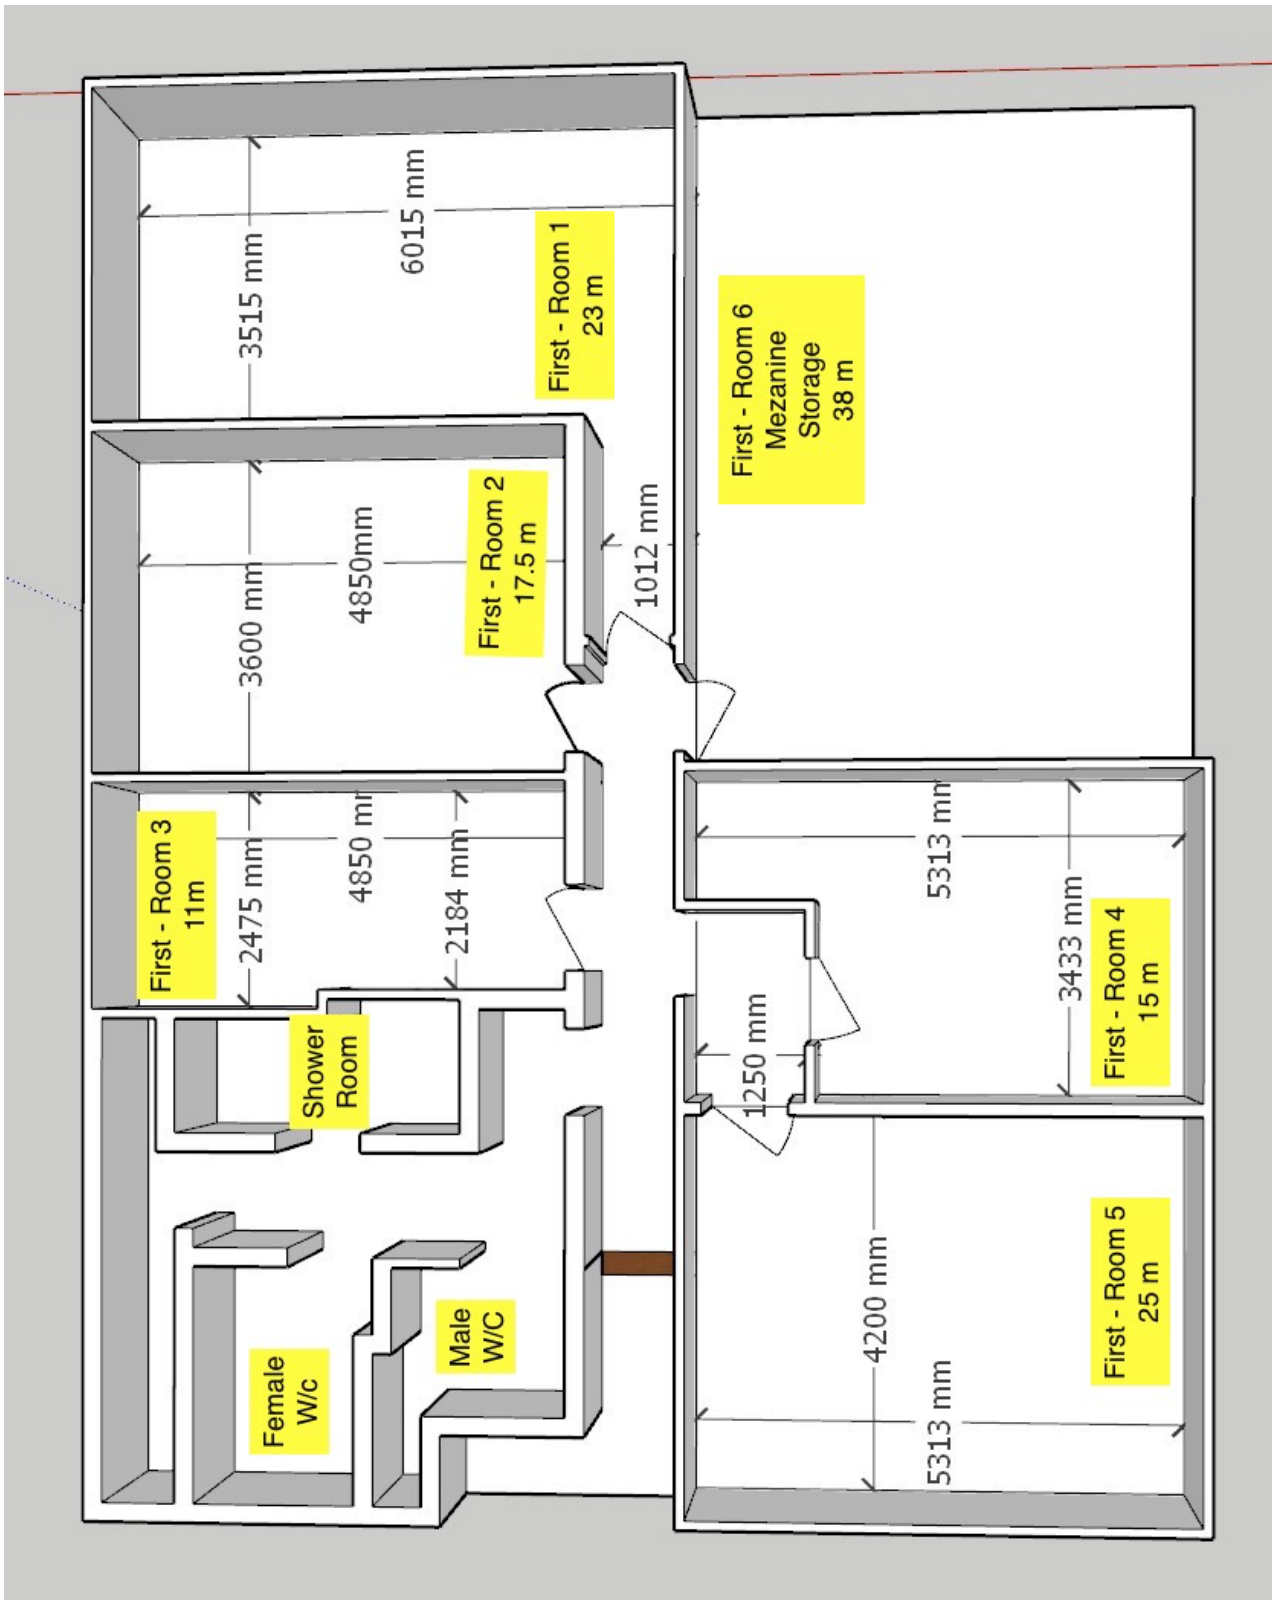 6015 mm
3515 mm
First - Room 1
23 m
First - Room 6
Mezanine
Storage
38 m
First - Room 2
17.5 m
4850mm
3600 mm
1012 mm
First - Room 3
11m
2475 mm
4850 mm
2184 mm
5313 mm
3433 mm
First - Room 4
15 m
1250 mm
Shower
Room
Female
W/c
Male
W/C
4200 mm
5313 mm
First - Room 5
25 m